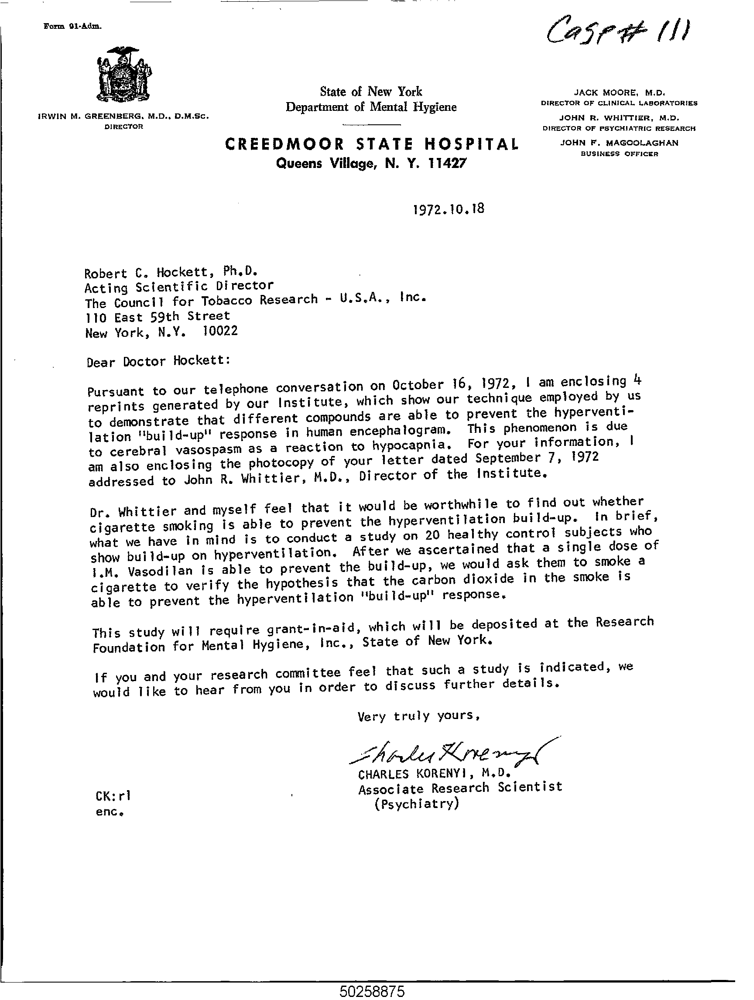 Form 91-Adm.
Case # 111
IRWIN M. GREENBERG, M.D., D.M.SC.
DIRECTOR
State of New York
Department of Mental Hygiene
CREEDMOOR STATE HOSPITAL
Queens Village, N. Y. 11427
JACK MOORE, M.D.
DIRECTOR OF CLINICAL LABORATORIES
JOHN R. WHITTIER, M.D.
DIRECTOR OF PSYCHIATRIC RESEARCH
JOHN F. MAGOOLAGHAN
BUSINESS OFFICER
1972.10.18
Robert C. Hockett, Ph.D.
Acting Scientific Director
The Council for Tobacco Research - U.S.A., Inc.
110 East 59th Street
New York, N.Y. 10022
Dear Doctor Hockett:
Pursuant to our telephone conversation on October 16, 1972, I am enclosing 4
reprints generated by our Institute, which show our technique employed by us
to demonstrate that different compounds are able to prevent the hyperventi-
lation "build-up" response in human encephalogram. This phenomenon is due
to cerebral vasospasm as a reaction to hypocapnia. For your information, I
am also enclosing the photocopy of your letter dated September 7, 1972
addressed to John R. Whittier, M.D., Director of the Institute.
Dr. Whittier and myself feel that it would be worthwhile to find out whether
cigarette smoking is able to prevent the hyperventilation build-up. In brief,
what we have in mind is to conduct a study on 20 healthy control subjects who
show build-up on hyperventilation. After we ascertained that a single dose of
I.M. Vasodilan is able to prevent the build-up, we would ask them to smoke a
cigarette to verify the hypothesis that the carbon dioxide in the smoke is
able to prevent the hyperventilation "build-up" response.
This study will require grant-in-aid, which will be deposited at the Research
Foundation for Mental Hygiene, Inc., State of New York.
If you and your research committee feel that such a study is indicated, we
would like to hear from you in order to discuss further details.
Very truly yours,
Charles Korenyi
CHARLES KORENYI, M.D.
Associate Research Scientist
(Psychiatry)
CK:rl
enc.
50258875